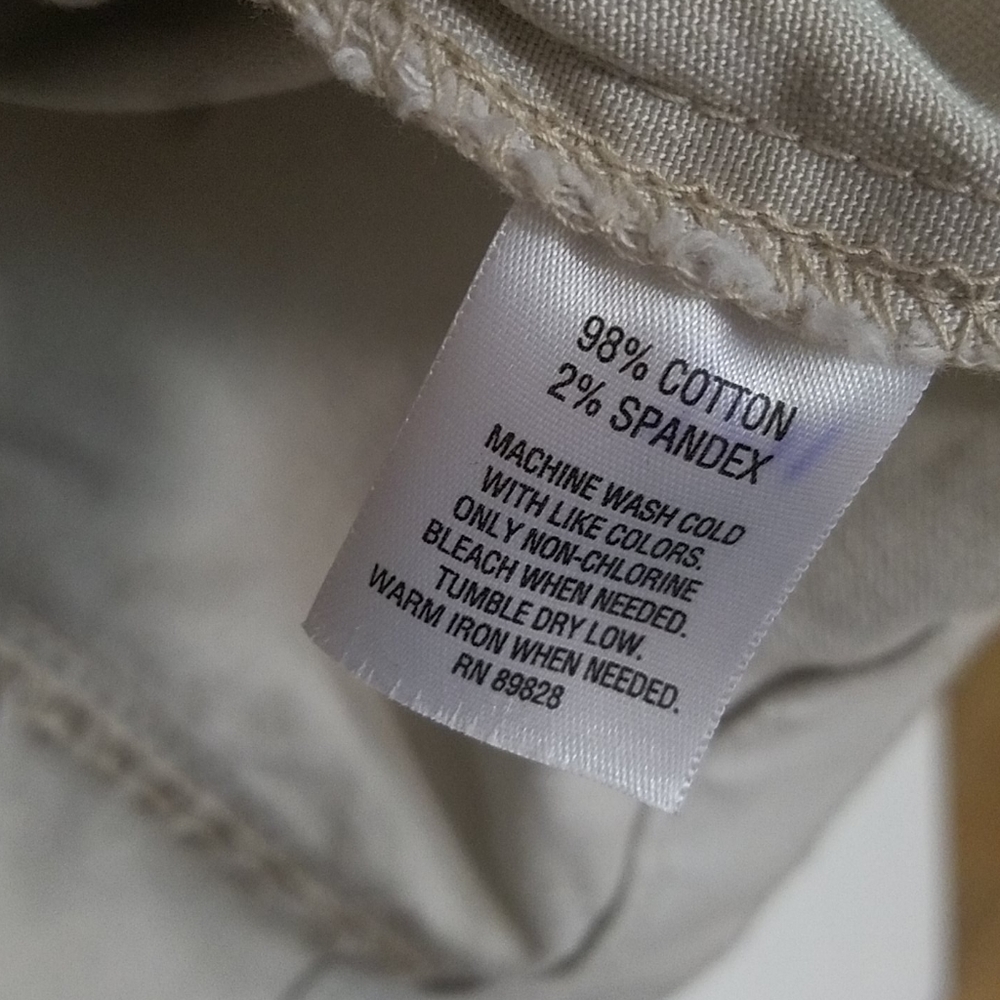 98% COTTON
2% SPANDEX
MACHINE WASH COLD
WITH LIKE COLORS.
ONLY NON-CHLORINE
BLEACH WHEN NEEDED.
TUMBLE DRY LOW.
WARM IRON WHEN NEEDED.
RN 89828